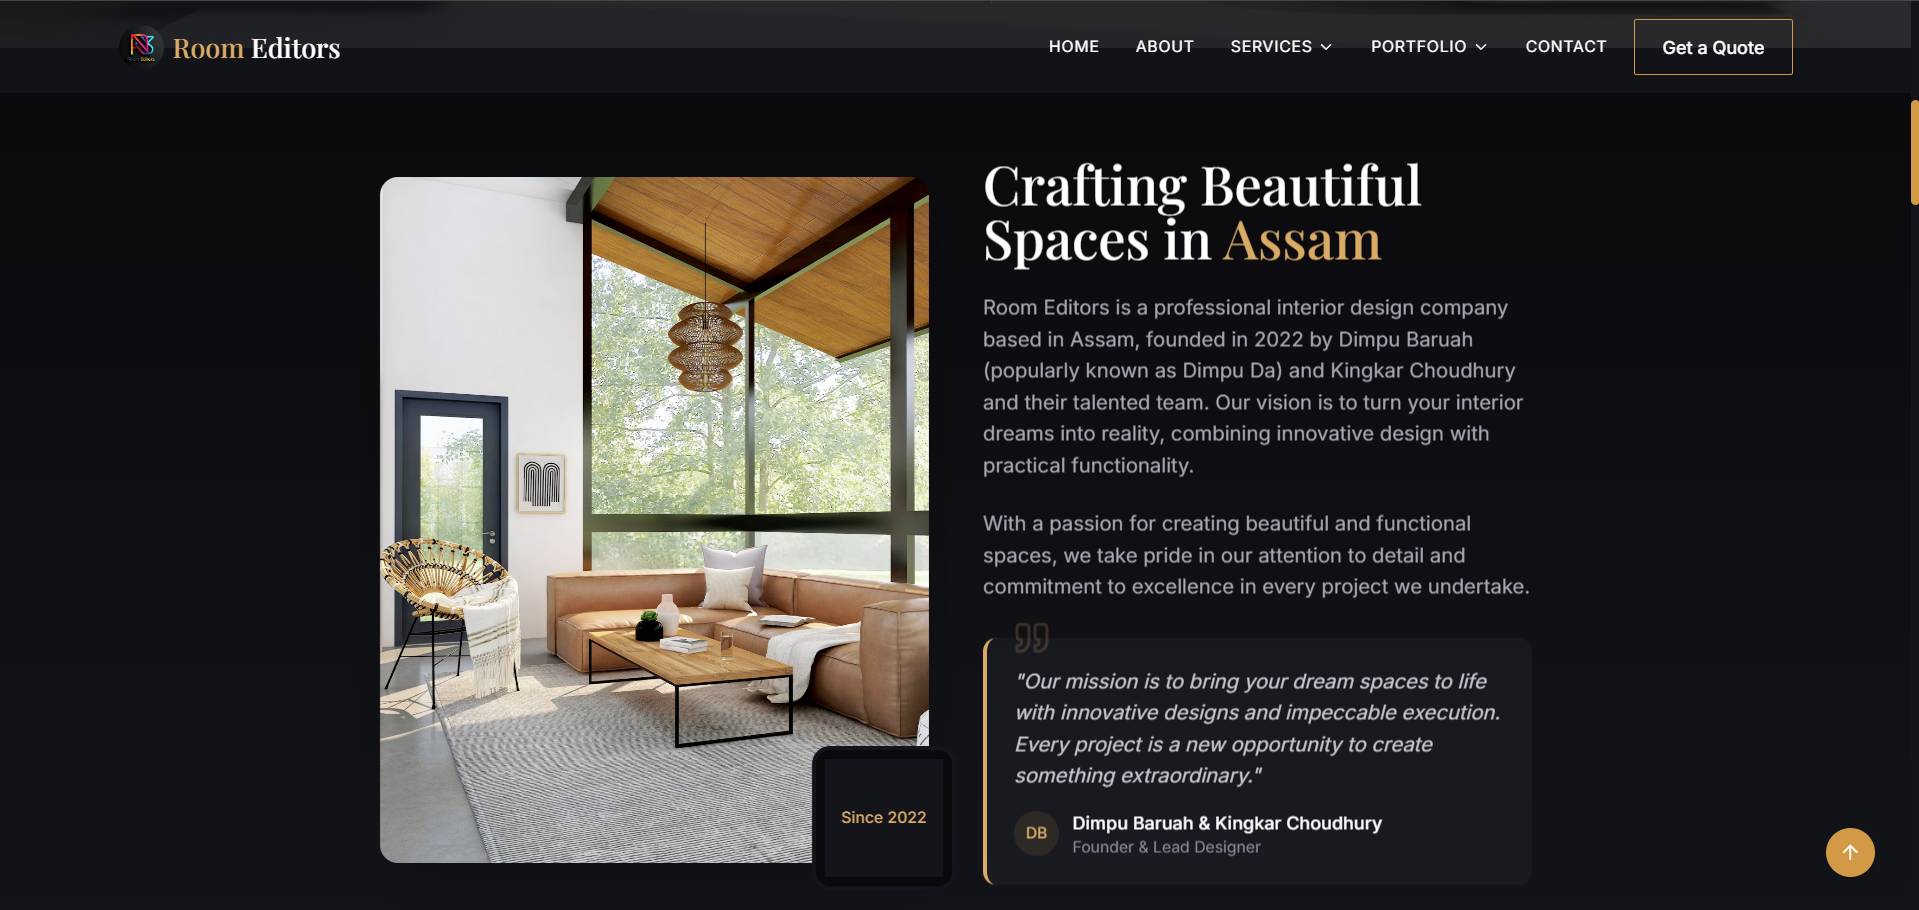 Room Editors
HOME ABOUT SERVICES PORTFOLIO CONTACT Get a Quote
Crafting Beautiful
Spaces in Assam
Room Editors is a professional interior design company
based in Assam, founded in 2022 by Dimpu Baruah
(popularly known as Dimpu Da) and Kingkar Choudhury
and their talented team. Our vision is to turn your interior
dreams into reality, combining innovative design with
practical functionality.
With a passion for creating beautiful and functional
spaces, we take pride in our attention to detail and
commitment to excellence in every project we undertake.
"Our mission is to bring your dream spaces to life
with innovative designs and impeccable execution.
Every project is a new opportunity to create
something extraordinary."
DB
Dimpu Baruah & Kingkar Choudhury
Founder & Lead Designer
Since 2022